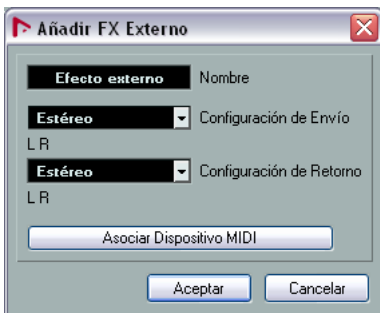 Añadir FX Externo
Efecto externo Nombre
Estéreo Configuración de Envío
L R
Estéreo Configuración de Retorno
L R
Asociar Dispositivo MIDI
Aceptar Cancelar